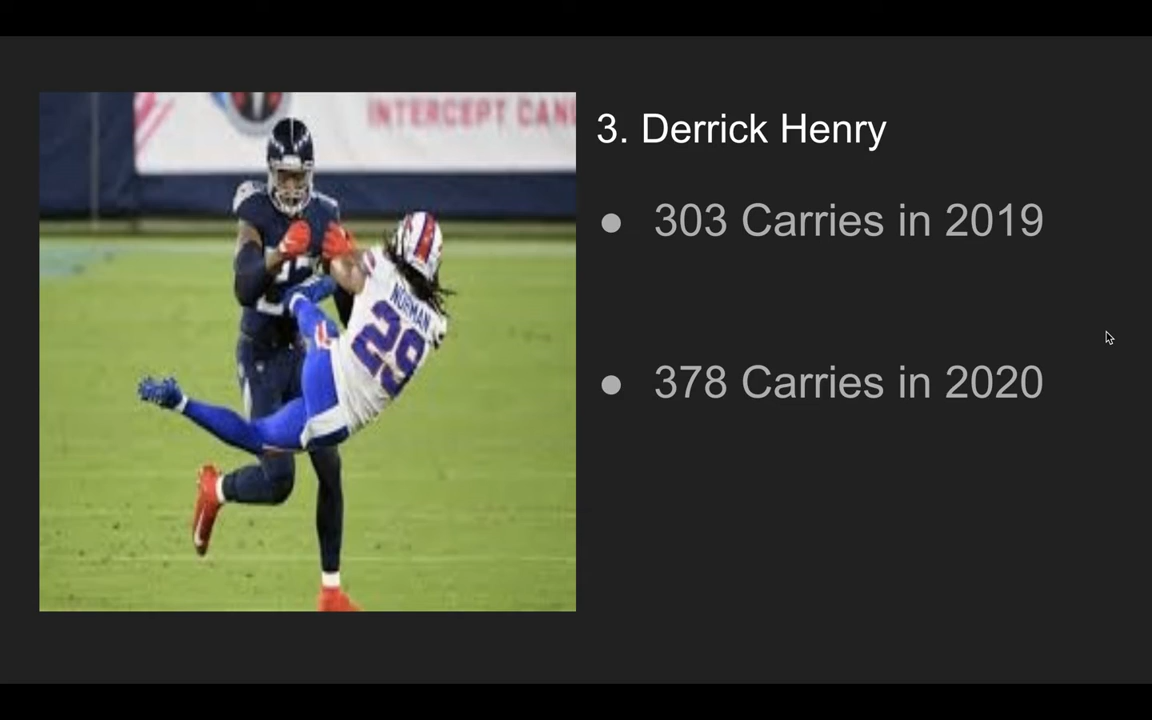 INTERCEPT CAN
3. Derrick Henry
● 303 Carries in 2019
● 378 Carries in 2020
NORMAN
29